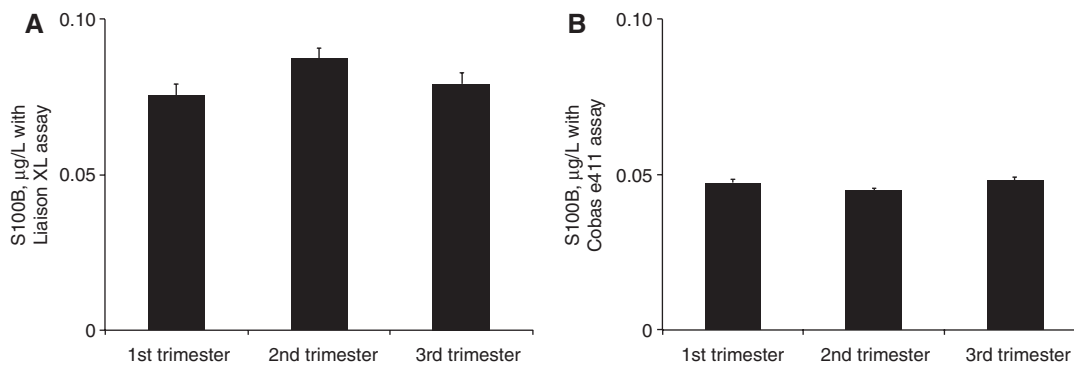 A
S100B, µg/L with
Liaison XL assay
0.10
0.05
0
1st trimester 2nd trimester 3rd trimester
B
S100B, µg/L with
Cobas e411 assay
0.10
0.05
0
1st trimester 2nd trimester 3rd trimester